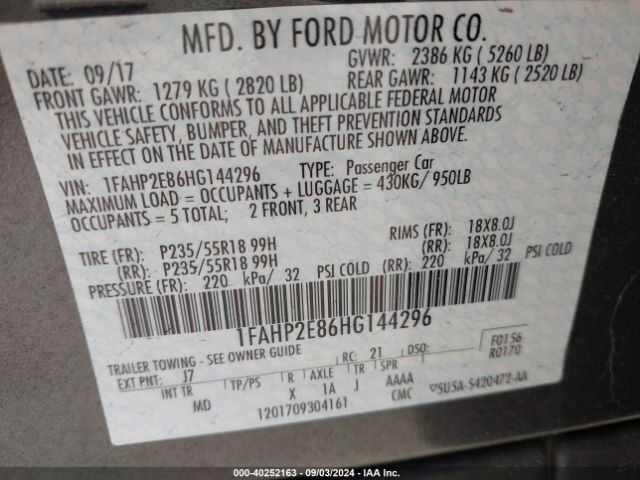 MFD. BY FORD MOTOR CO.
DATE: 09/17 GVWR: 2386 KG ( 5260 LB)
FRONT GAWR: 1279 KG ( 2820 LB) REAR GAWR: 1143 KG ( 2520 LB)
THIS VEHICLE CONFORMS TO ALL APPLICABLE FEDERAL MOTOR
VEHICLE SAFETY, BUMPER, AND THEFT PREVENTION STANDARDS
IN EFFECT ON THE DATE OF MANUFACTURE SHOWN ABOVE.
VIN: 1FAHP2E86HG144296 TYPE: Passenger Car
MAXIMUM LOAD = OCCUPANTS + LUGGAGE = 430KG/ 950LB
OCCUPANTS = 5 TOTAL; 2 FRONT, 3 REAR
TIRE (FR): P235/55R18 99H RIMS (FR): 18X8.0J
(RR): P235/55R18 99H (RR): 18X8.0J
PRESSURE (FR): 220 kPa/ 32 PSI COLD (RR): 220 kPa/ 32 PSI COLD
1FAHP2E86HG144296
TRAILER TOWING - SEE OWNER GUIDE F0156
EXT PNT: J7 RC: 21 DSO: R0170
INT TR TP/PS R AXLE TR SPR
MD X 1A J AAAA
1201709304161 CMC SU5A-5420472-AA
000-40252163 - 09/03/2024 - IAA Inc.